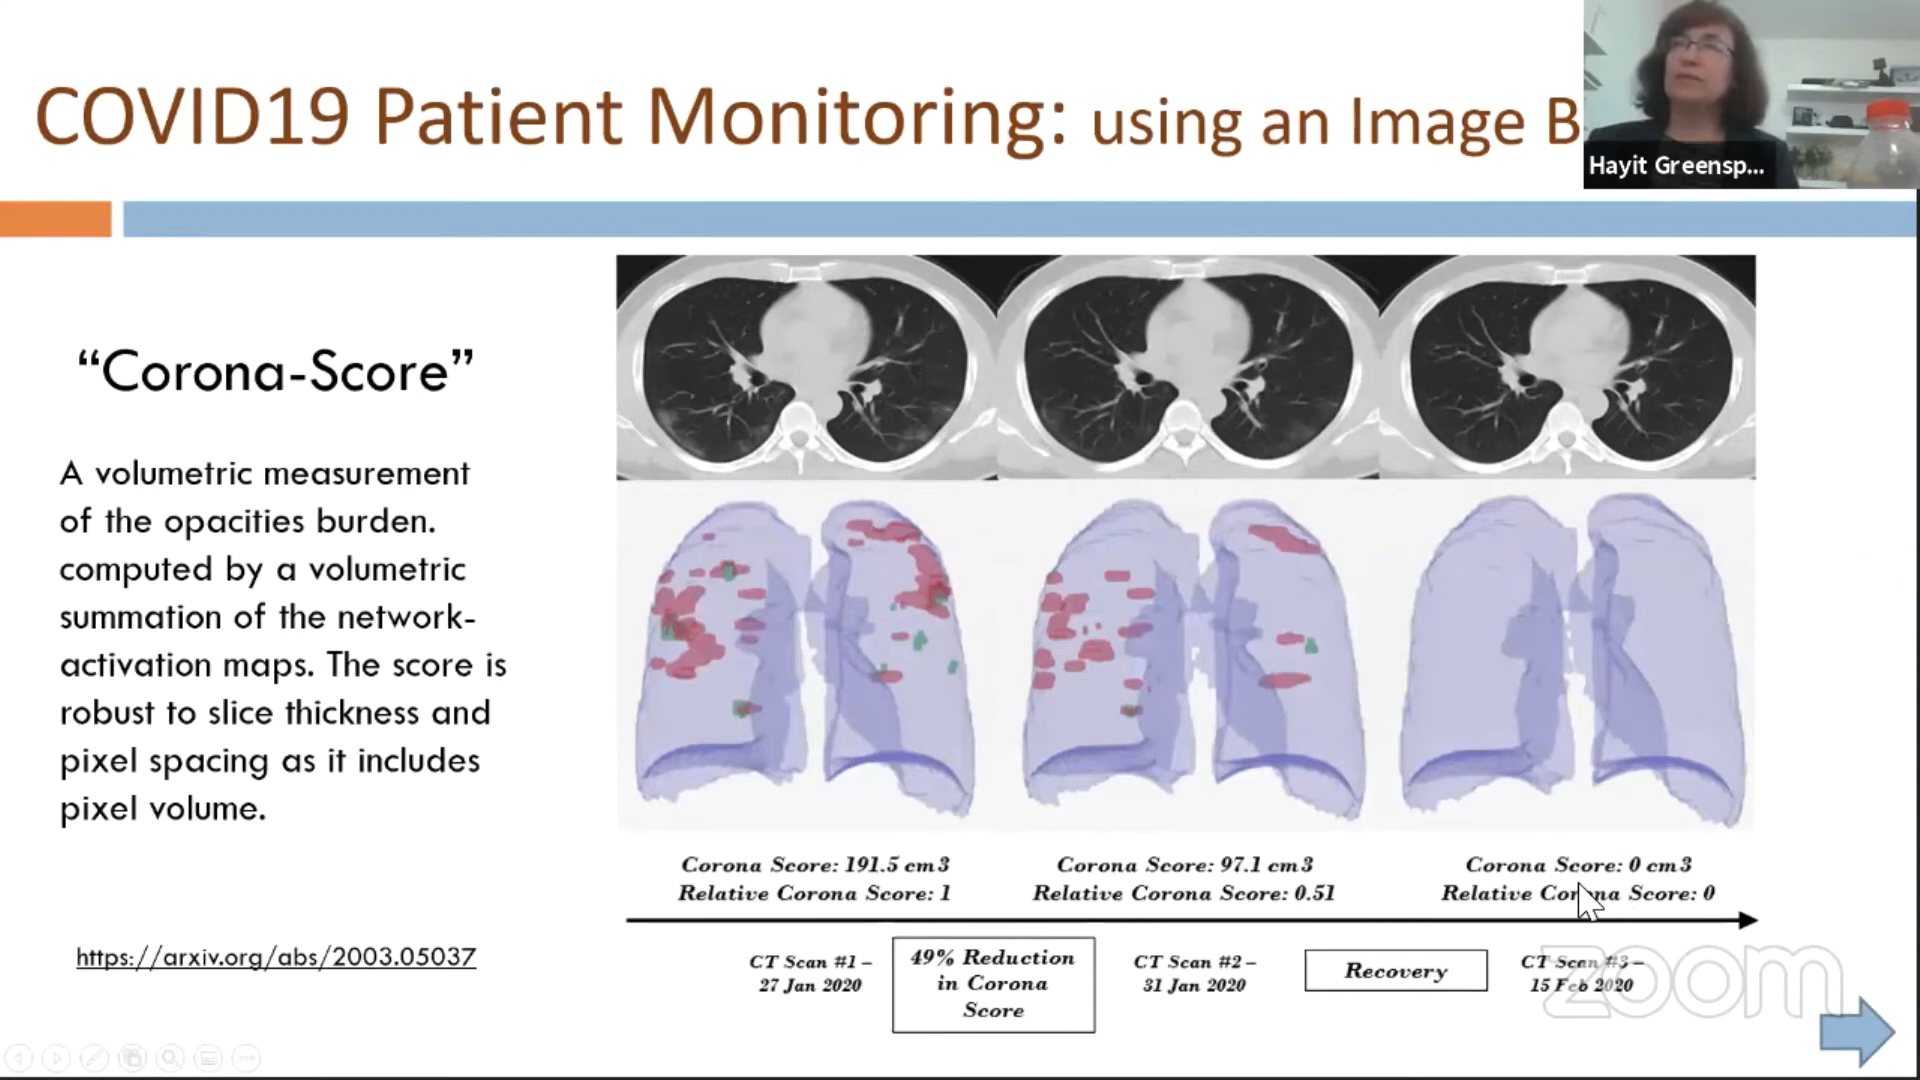 COVID19 Patient Monitoring: using an Image B
Hayit Greensp...
“Corona-Score”
A volumetric measurement
of the opacities burden.
computed by a volumetric
summation of the network-
activation maps. The score is
robust to slice thickness and
pixel spacing as it includes
pixel volume.
https://arxiv.org/abs/2003.05037
Corona Score: 191.5 cm3
Relative Corona Score: 1
Corona Score: 97.1 cm3
Relative Corona Score: 0.51
Corona Score: 0 cm3
Relative Corona Score: 0
CT Scan #1 –
27 Jan 2020
49% Reduction
in Corona
Score
CT Scan #2 –
31 Jan 2020
Recovery
CT Scan #3 –
15 Feb 2020
zoom